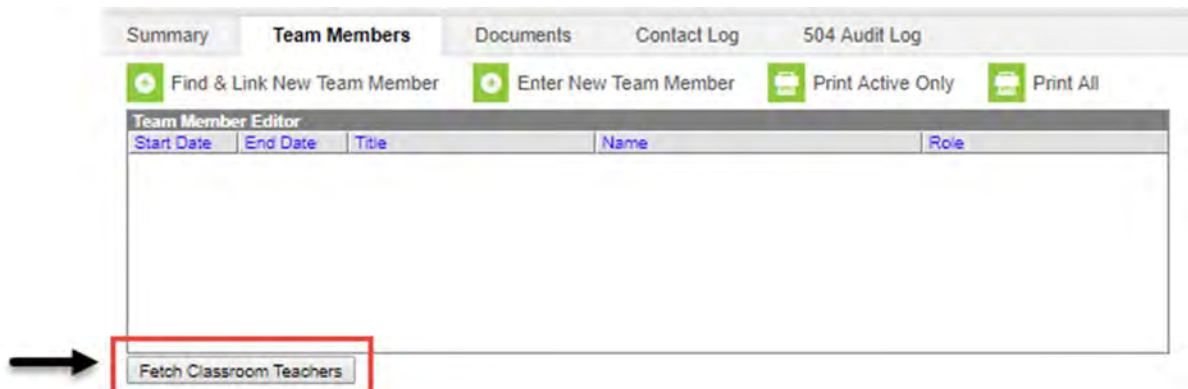 Summary Team Members Documents Contact Log 504 Audit Log
Find & Link New Team Member Enter New Team Member Print Active Only Print All
Team Member Editor
Start Date End Date Title Name Role
Fetch Classroom Teachers